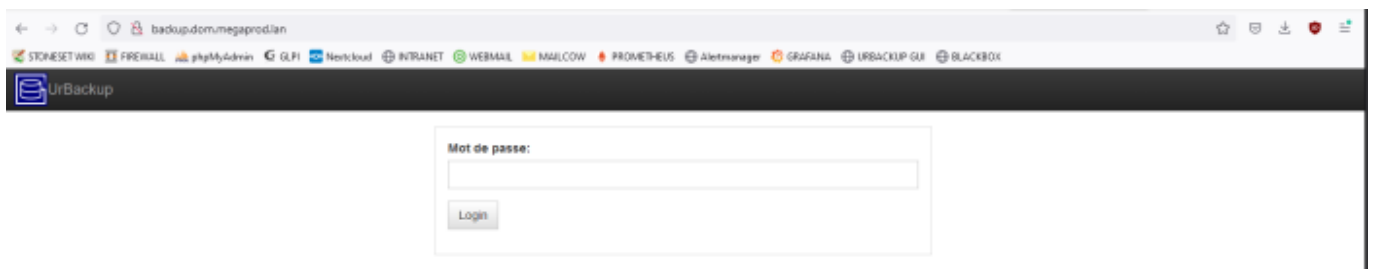 backup.dom.megaprod.lan
STONESET WIKI FIREWALL phpMyAdmin GLPI Nextcloud INTRANET WEBMAIL MAILCOW PROMETHEUS Alertmanager GRAFANA URBACKUP GUI BLACKBOX
UrBackup
Mot de passe:
Login